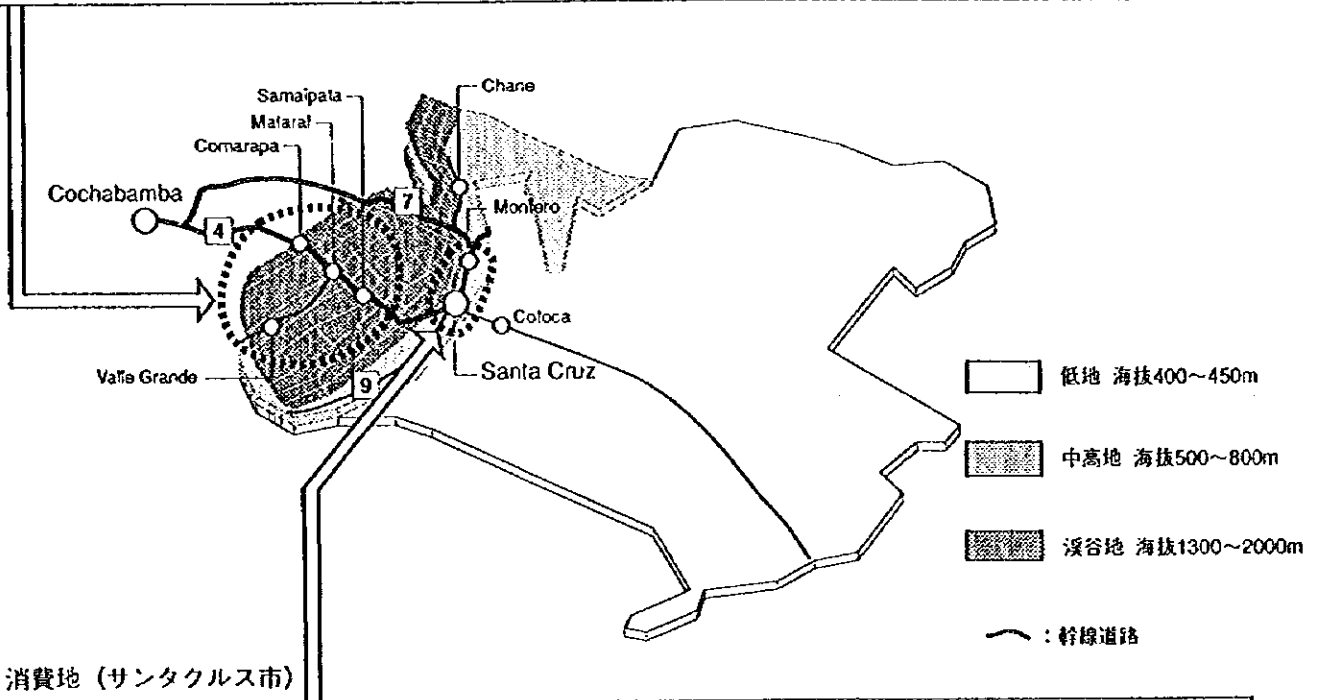 Chane
Samaipata
Mataral
Comarapa
Cochabamba
7
Montero
4
Cotoca
Santa Cruz
Valle Grande
9
低地 海抜400～450m
中高地 海抜500～800m
渓谷地 海抜1300～2000m
：幹線道路
消費地（サンタクルス市）